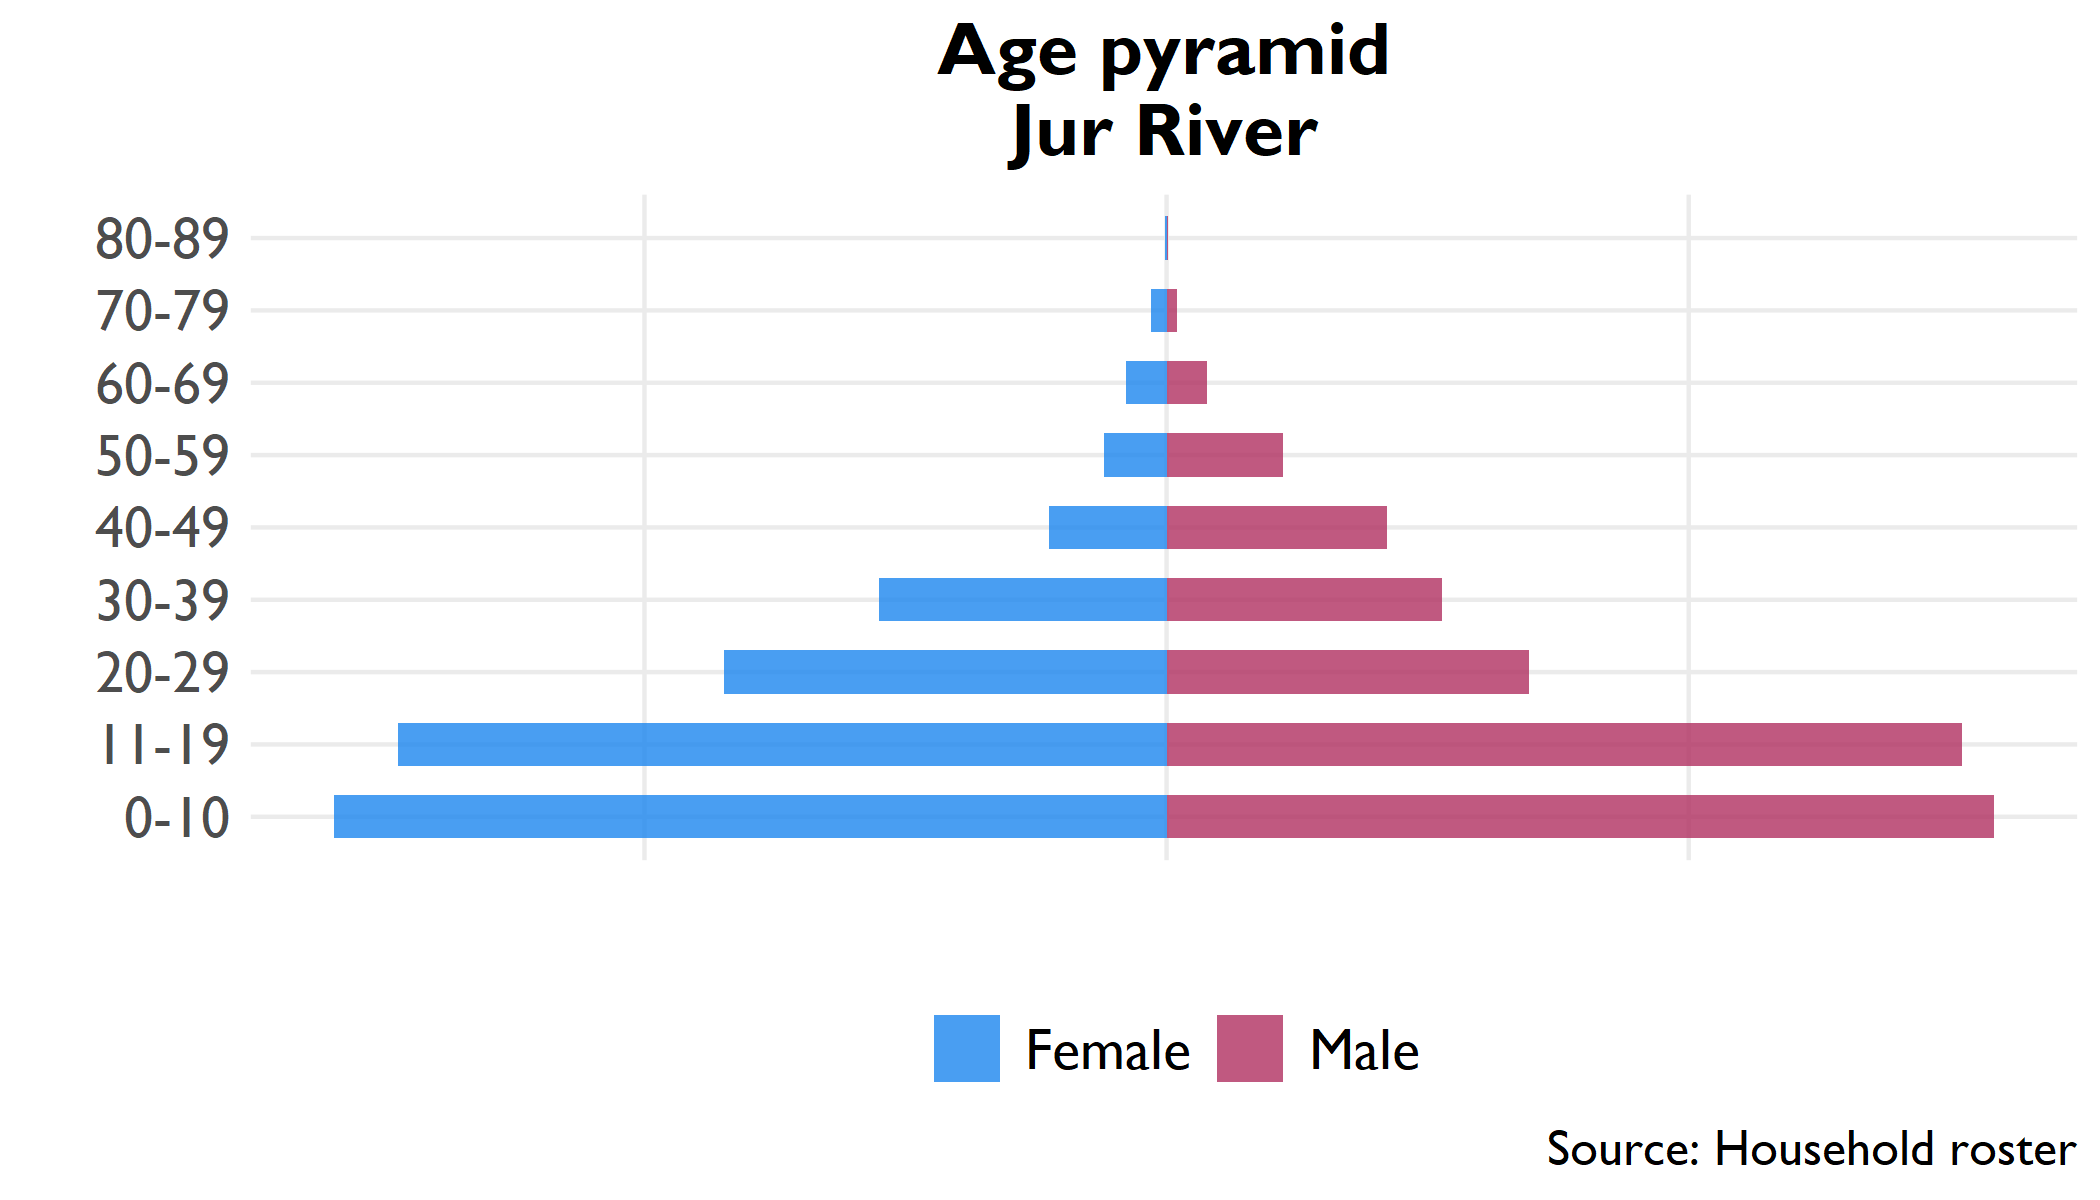 Age pyramid
Jur River
80-89
70-79
60-69
50-59
40-49
30-39
20-29
11-19
0-10
Female Male
Source: Household roster